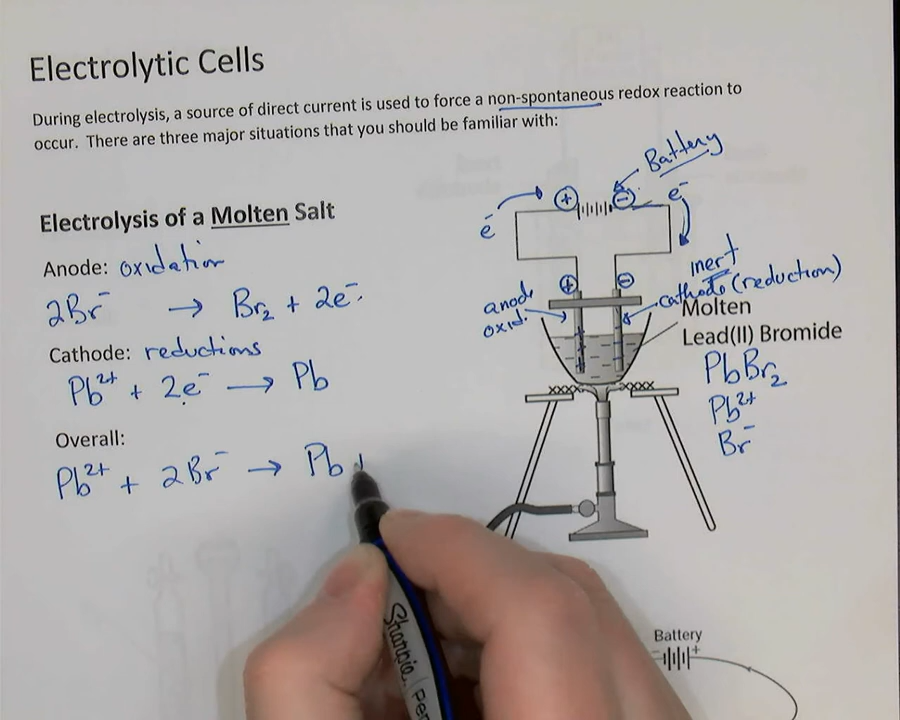 Electrolytic Cells
During electrolysis, a source of direct current is used to force a non-spontaneous redox reaction to
occur. There are three major situations that you should be familiar with:
Battery
+ − e⁻
e⁻
Electrolysis of a Molten Salt
Anode: oxidation
+ −
inert
anode
oxid.
cathode (reduction)
2Br⁻ → Br₂ + 2e⁻.
Molten
Lead(II) Bromide
Cathode: reductions
PbBr₂
Pb²⁺ + 2e⁻ → Pb
Pb²⁺
Br⁻
Overall:
Pb²⁺ + 2Br⁻ → Pb +
Sharpie. Pen
Battery
+